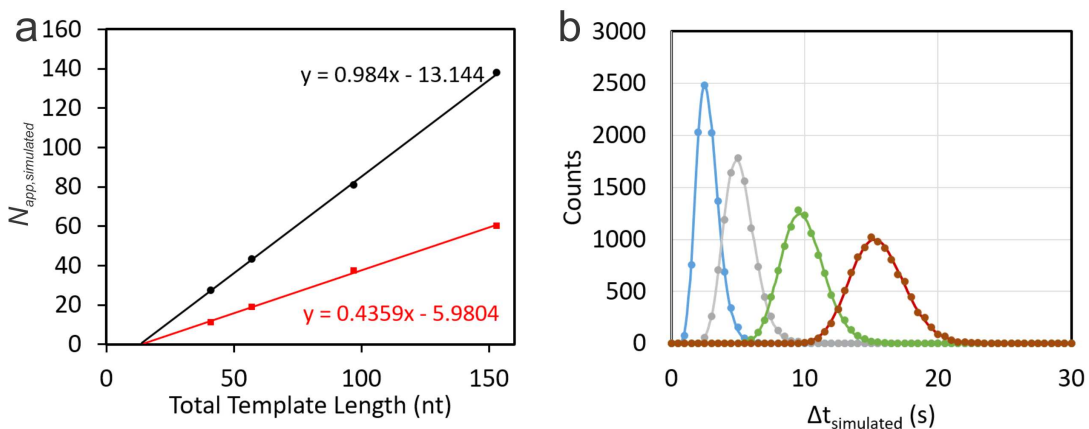 a
160
140
120
100
80
60
40
20
0
N_app,simulated
y = 0.984x - 13.144
y = 0.4359x - 5.9804
0 50 100 150
Total Template Length (nt)
b
3000
2500
2000
1500
1000
500
0
Counts
0 10 20 30
Δt_simulated (s)